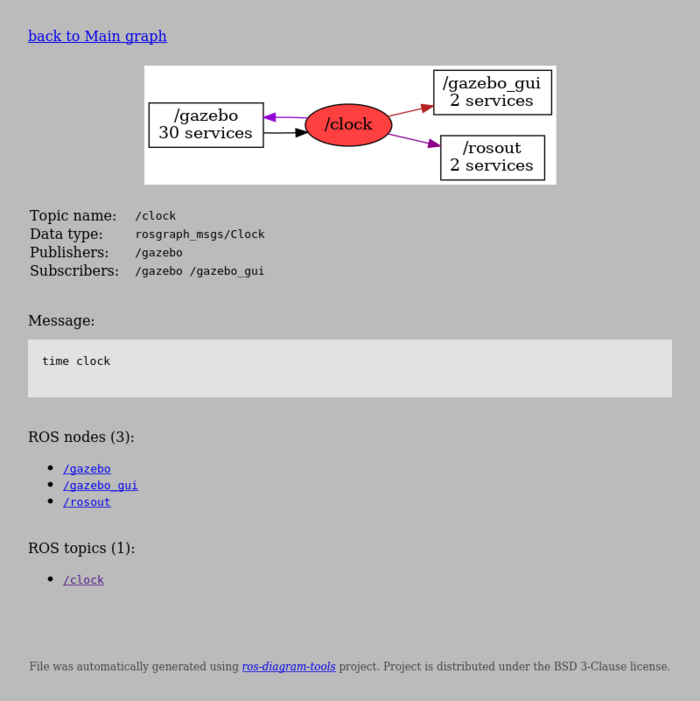 back to Main graph
/gazebo
30 services
/clock
/gazebo_gui
2 services
/rosout
2 services
Topic name: /clock
Data type: rosgraph_msgs/Clock
Publishers: /gazebo
Subscribers: /gazebo /gazebo_gui
Message:
time clock
ROS nodes (3):
/gazebo
/gazebo_gui
/rosout
ROS topics (1):
/clock
File was automatically generated using ros-diagram-tools project. Project is distributed under the BSD 3-Clause license.